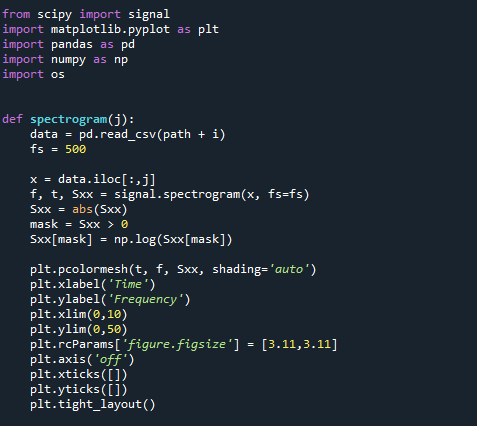 from scipy import signal
import matplotlib.pyplot as plt
import pandas as pd
import numpy as np
import os
def spectrogram(j):
    data = pd.read_csv(path + i)
    fs = 500
    x = data.iloc[:,j]
    f, t, Sxx = signal.spectrogram(x, fs=fs)
    Sxx = abs(Sxx)
    mask = Sxx > 0
    Sxx[mask] = np.log(Sxx[mask])
    plt.pcolormesh(t, f, Sxx, shading='auto')
    plt.xlabel('Time')
    plt.ylabel('Frequency')
    plt.xlim(0,10)
    plt.ylim(0,50)
    plt.rcParams['figure.figsize'] = [3.11,3.11]
    plt.axis('off')
    plt.xticks([])
    plt.yticks([])
    plt.tight_layout()